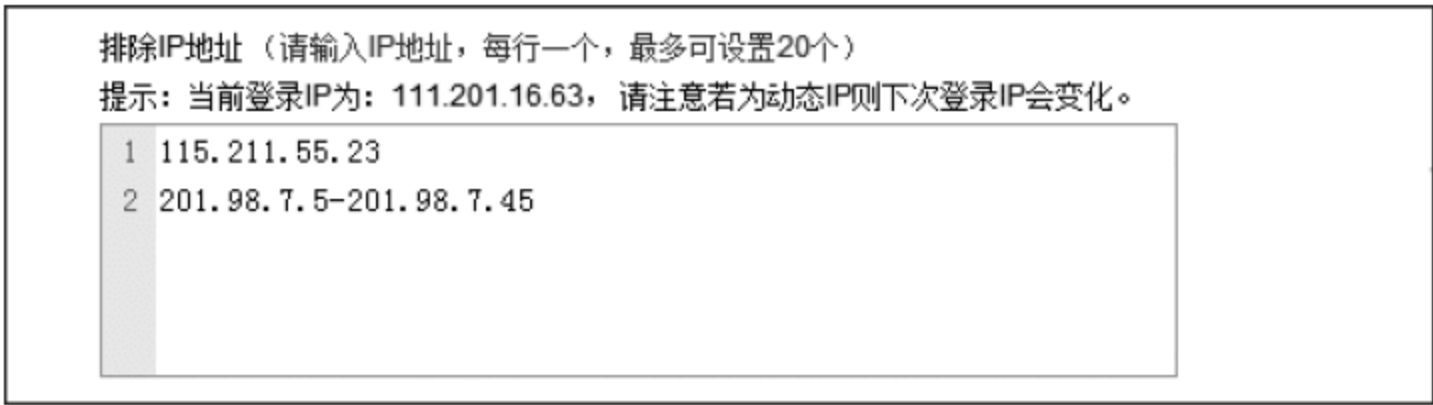 排除IP地址（请输入IP地址，每行一个，最多可设置20个）
提示：当前登录IP为：111.201.16.63，请注意若为动态IP则下次登录IP会变化。
1 115.211.55.23
2 201.98.7.5-201.98.7.45